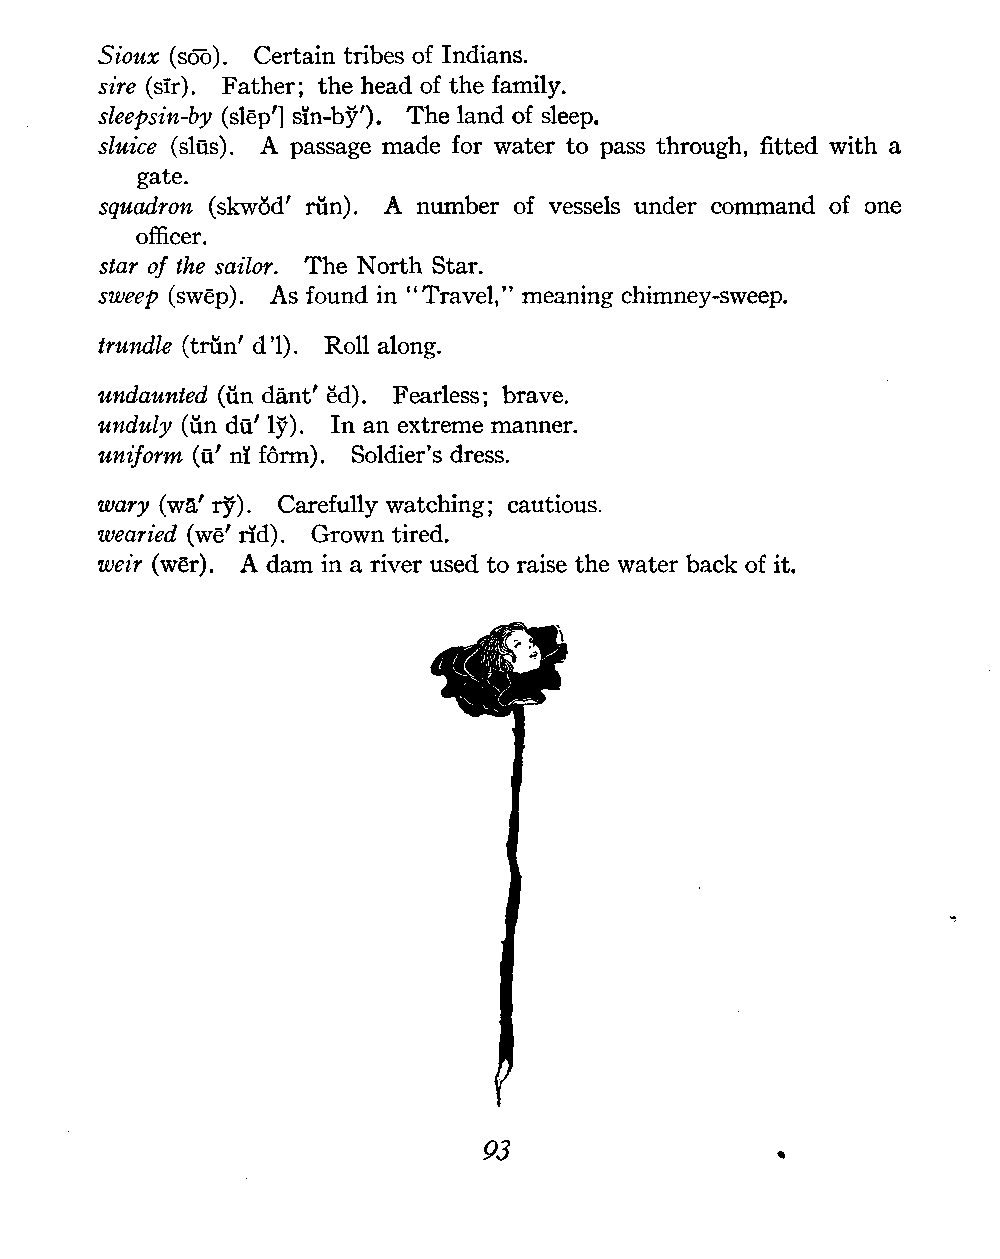 Sioux (so͞o). Certain tribes of Indians.
sire (sīr). Father; the head of the family.
sleepsin-by (slēp′] sĭn-bȳ′). The land of sleep.
sluice (slūs). A passage made for water to pass through, fitted with a
gate.
squadron (skwŏd′ rŭn). A number of vessels under command of one
officer.
star of the sailor. The North Star.
sweep (swēp). As found in “Travel,” meaning chimney-sweep.
trundle (trŭn′ d’l). Roll along.
undaunted (ŭn dānt′ ĕd). Fearless; brave.
unduly (ŭn dū′ lў). In an extreme manner.
uniform (ū′ nĭ fôrm). Soldier’s dress.
wary (wā′ rў). Carefully watching; cautious.
wearied (wē′ rĭd). Grown tired.
weir (wēr). A dam in a river used to raise the water back of it.
93